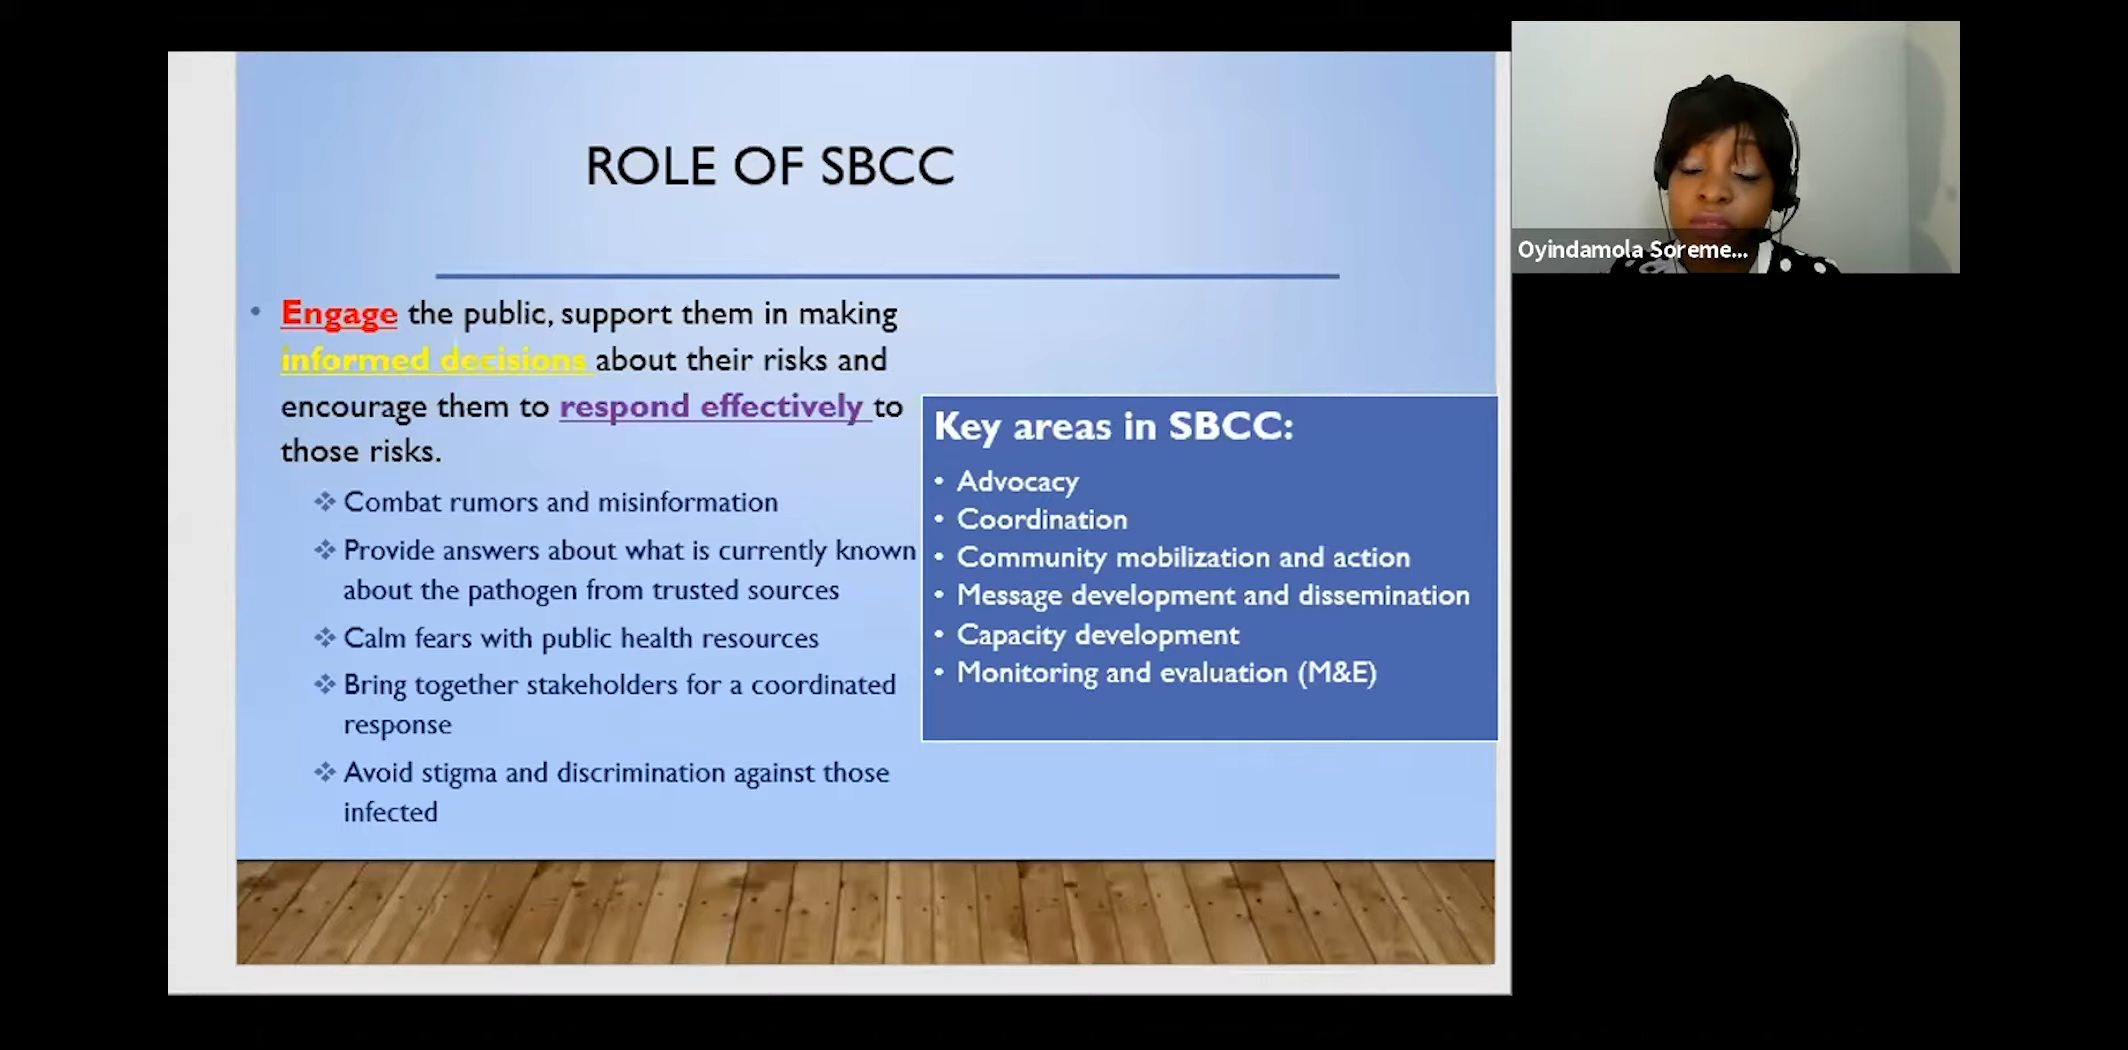 ROLE OF SBCC
• Engage the public, support them in making
informed decisions about their risks and
encourage them to respond effectively to
those risks.
❖ Combat rumors and misinformation
❖ Provide answers about what is currently known
about the pathogen from trusted sources
❖ Calm fears with public health resources
❖ Bring together stakeholders for a coordinated
response
❖ Avoid stigma and discrimination against those
infected
Key areas in SBCC:
• Advocacy
• Coordination
• Community mobilization and action
• Message development and dissemination
• Capacity development
• Monitoring and evaluation (M&E)
Oyindamola Soreme...